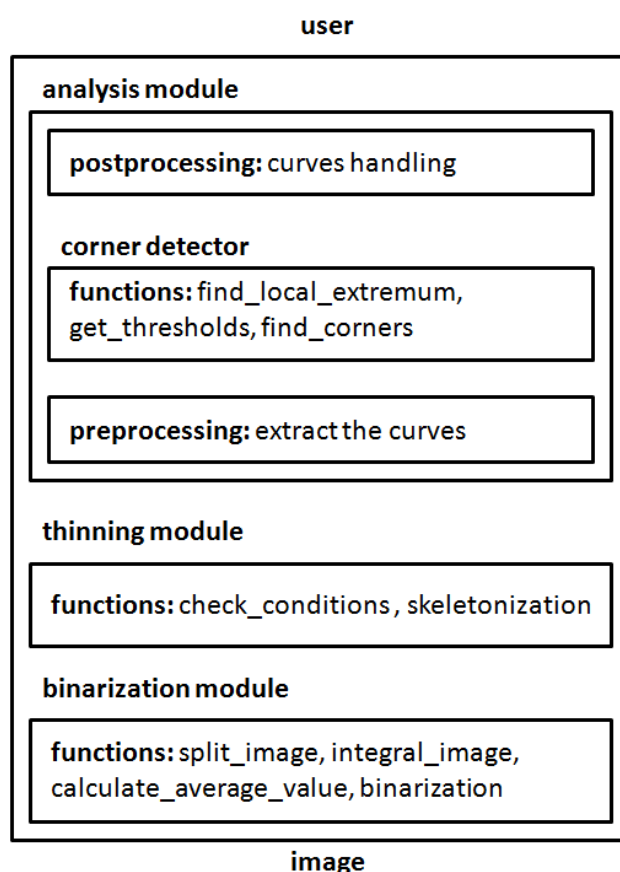 user
analysis module
postprocessing: curves handling
corner detector
functions: find_local_extremum,
get_thresholds, find_corners
preprocessing: extract the curves
thinning module
functions: check_conditions , skeletonization
binarization module
functions: split_image, integral_image,
calculate_average_value, binarization
image